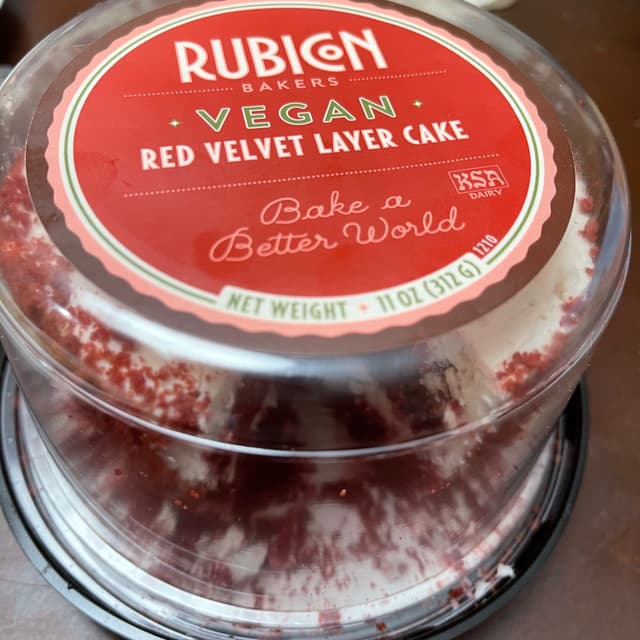 RUBICON
BAKERS
VEGAN
RED VELVET LAYER CAKE
KSA
DAIRY
Bake a
Better World
1210
NET WEIGHT • 11 OZ (312 G)